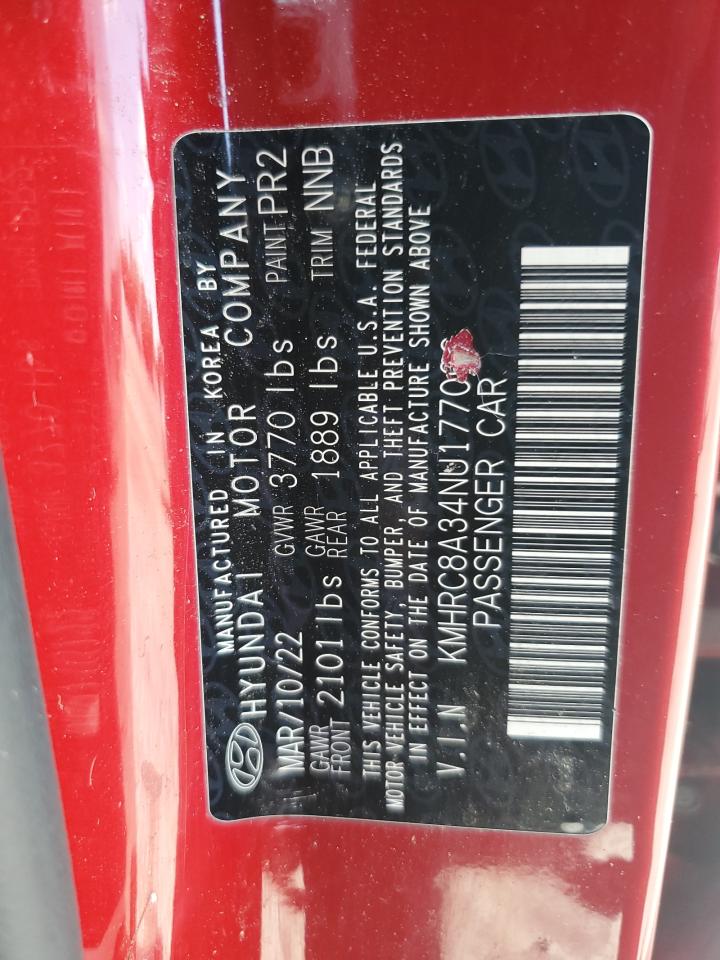 MANUFACTURED IN KOREA BY
HYUNDAI MOTOR COMPANY
MAR/10/22 GVWR 3770 lbs PAINT PR2
GAWR FRONT 2101 lbs GAWR REAR 1889 lbs TRIM NNB
THIS VEHICLE CONFORMS TO ALL APPLICABLE U.S.A. FEDERAL
MOTOR-VEHICLE SAFETY, BUMPER, AND THEFT PREVENTION STANDARDS
IN EFFECT ON THE DATE OF MANUFACTURE SHOWN ABOVE
V.I.N KMHRC8A34NU1770
PASSENGER CAR